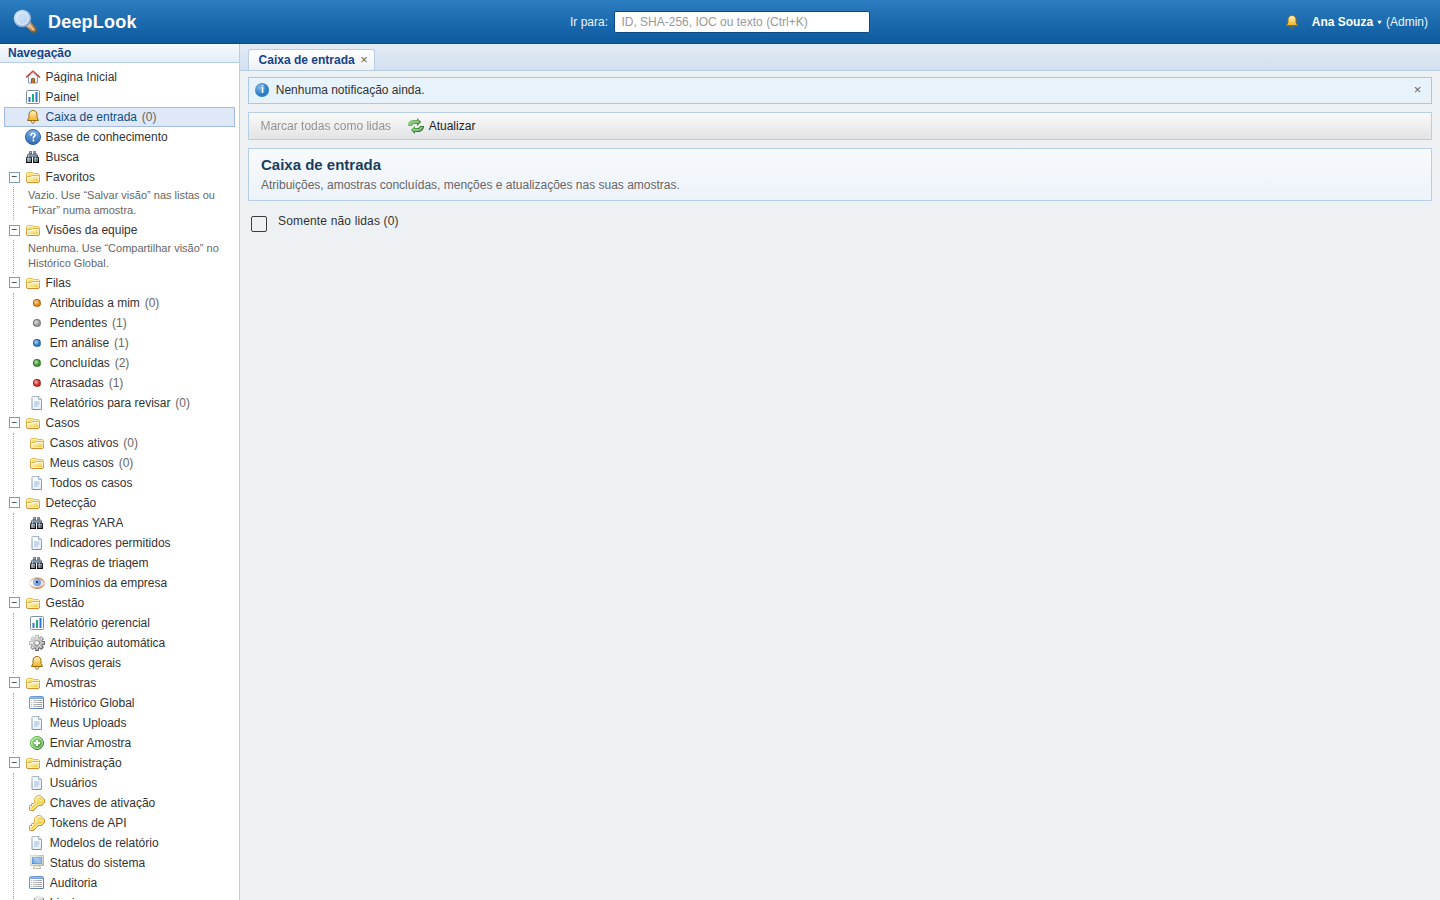 DeepLook
Ir para: ID, SHA-256, IOC ou texto (Ctrl+K)
Ana Souza (Admin)
Navegação
Página Inicial
Painel
Caixa de entrada (0)
Base de conhecimento
Busca
Favoritos
Vazio. Use “Salvar visão” nas listas ou
“Fixar” numa amostra.
Visões da equipe
Nenhuma. Use “Compartilhar visão” no
Histórico Global.
Filas
Atribuídas a mim (0)
Pendentes (1)
Em análise (1)
Concluídas (2)
Atrasadas (1)
Relatórios para revisar (0)
Casos
Casos ativos (0)
Meus casos (0)
Todos os casos
Detecção
Regras YARA
Indicadores permitidos
Regras de triagem
Domínios da empresa
Gestão
Relatório gerencial
Atribuição automática
Avisos gerais
Amostras
Histórico Global
Meus Uploads
Enviar Amostra
Administração
Usuários
Chaves de ativação
Tokens de API
Modelos de relatório
Status do sistema
Auditoria
Caixa de entrada ×
Nenhuma notificação ainda. ×
Marcar todas como lidas Atualizar
Caixa de entrada
Atribuições, amostras concluídas, menções e atualizações nas suas amostras.
Somente não lidas (0)